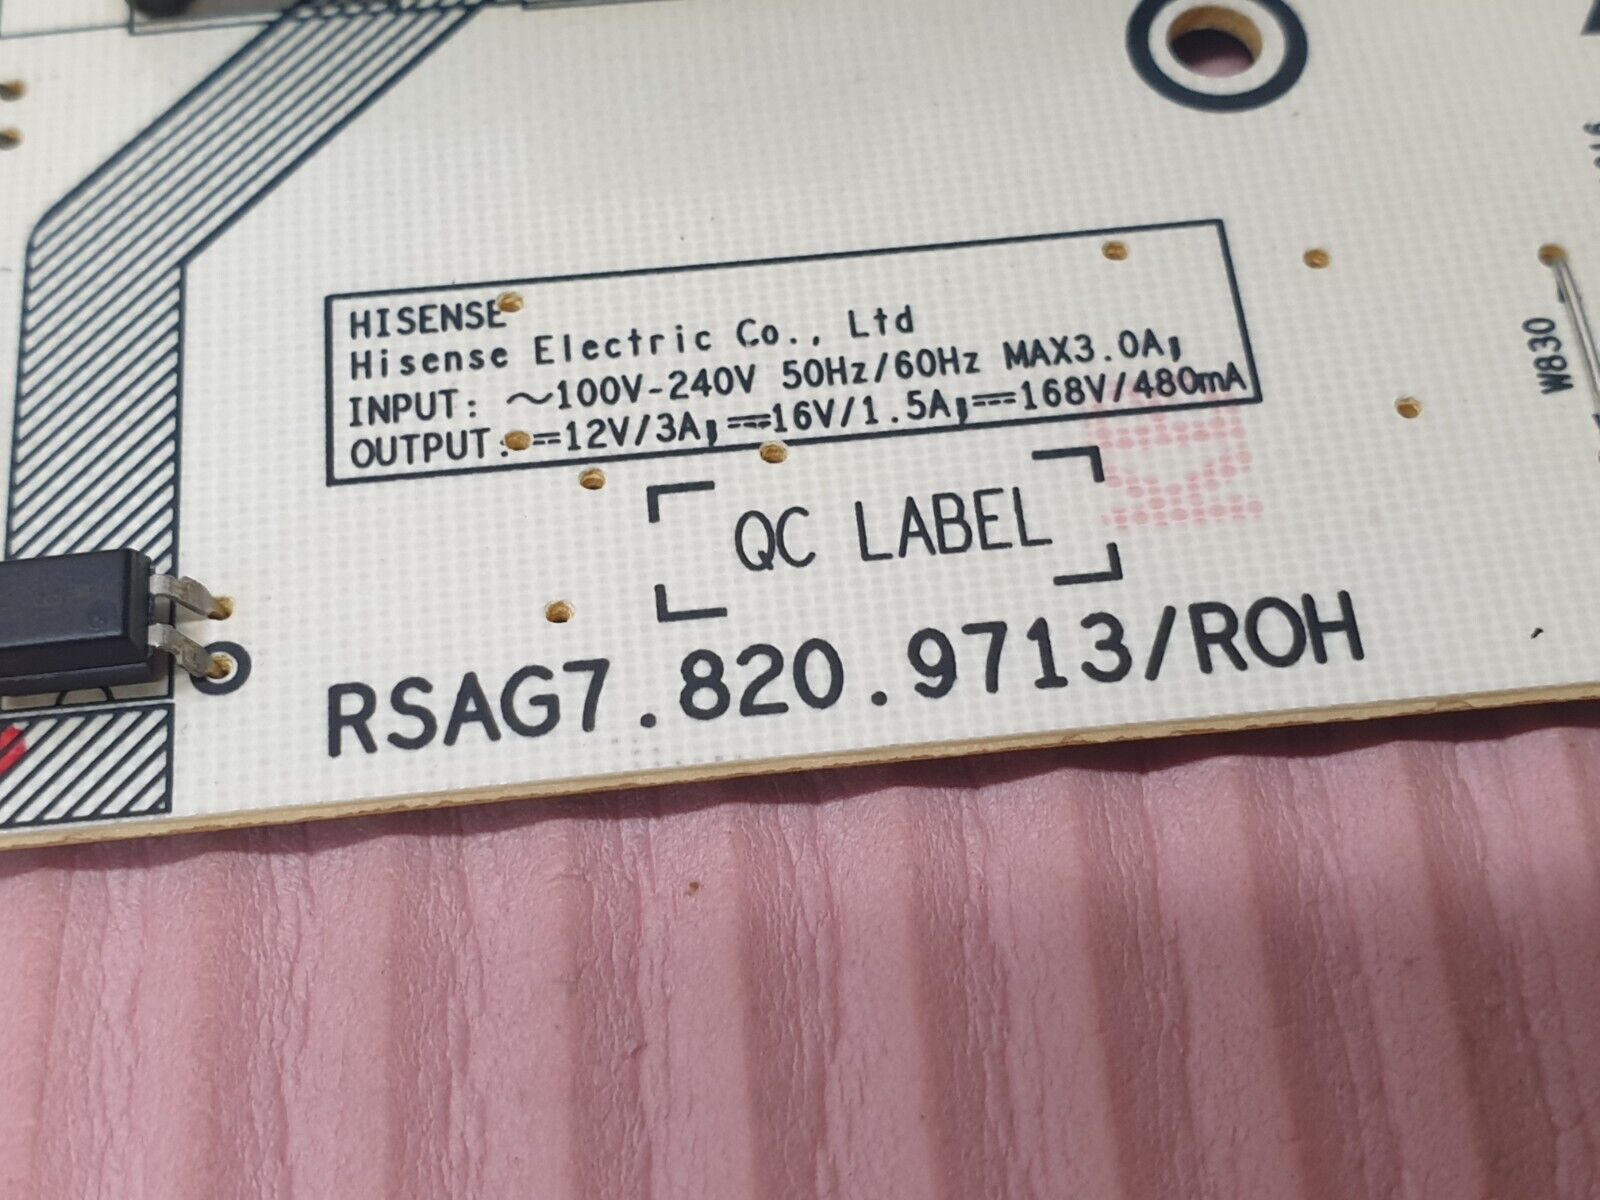 HISENSE
Hisense Electric Co., Ltd
INPUT: ～100V-240V 50Hz/60Hz MAX3.0A,
OUTPUT: ⎓12V/3A, ⎓16V/1.5A, ⎓168V/480mA
QC LABEL
RSAG7.820.9713/ROH
W830